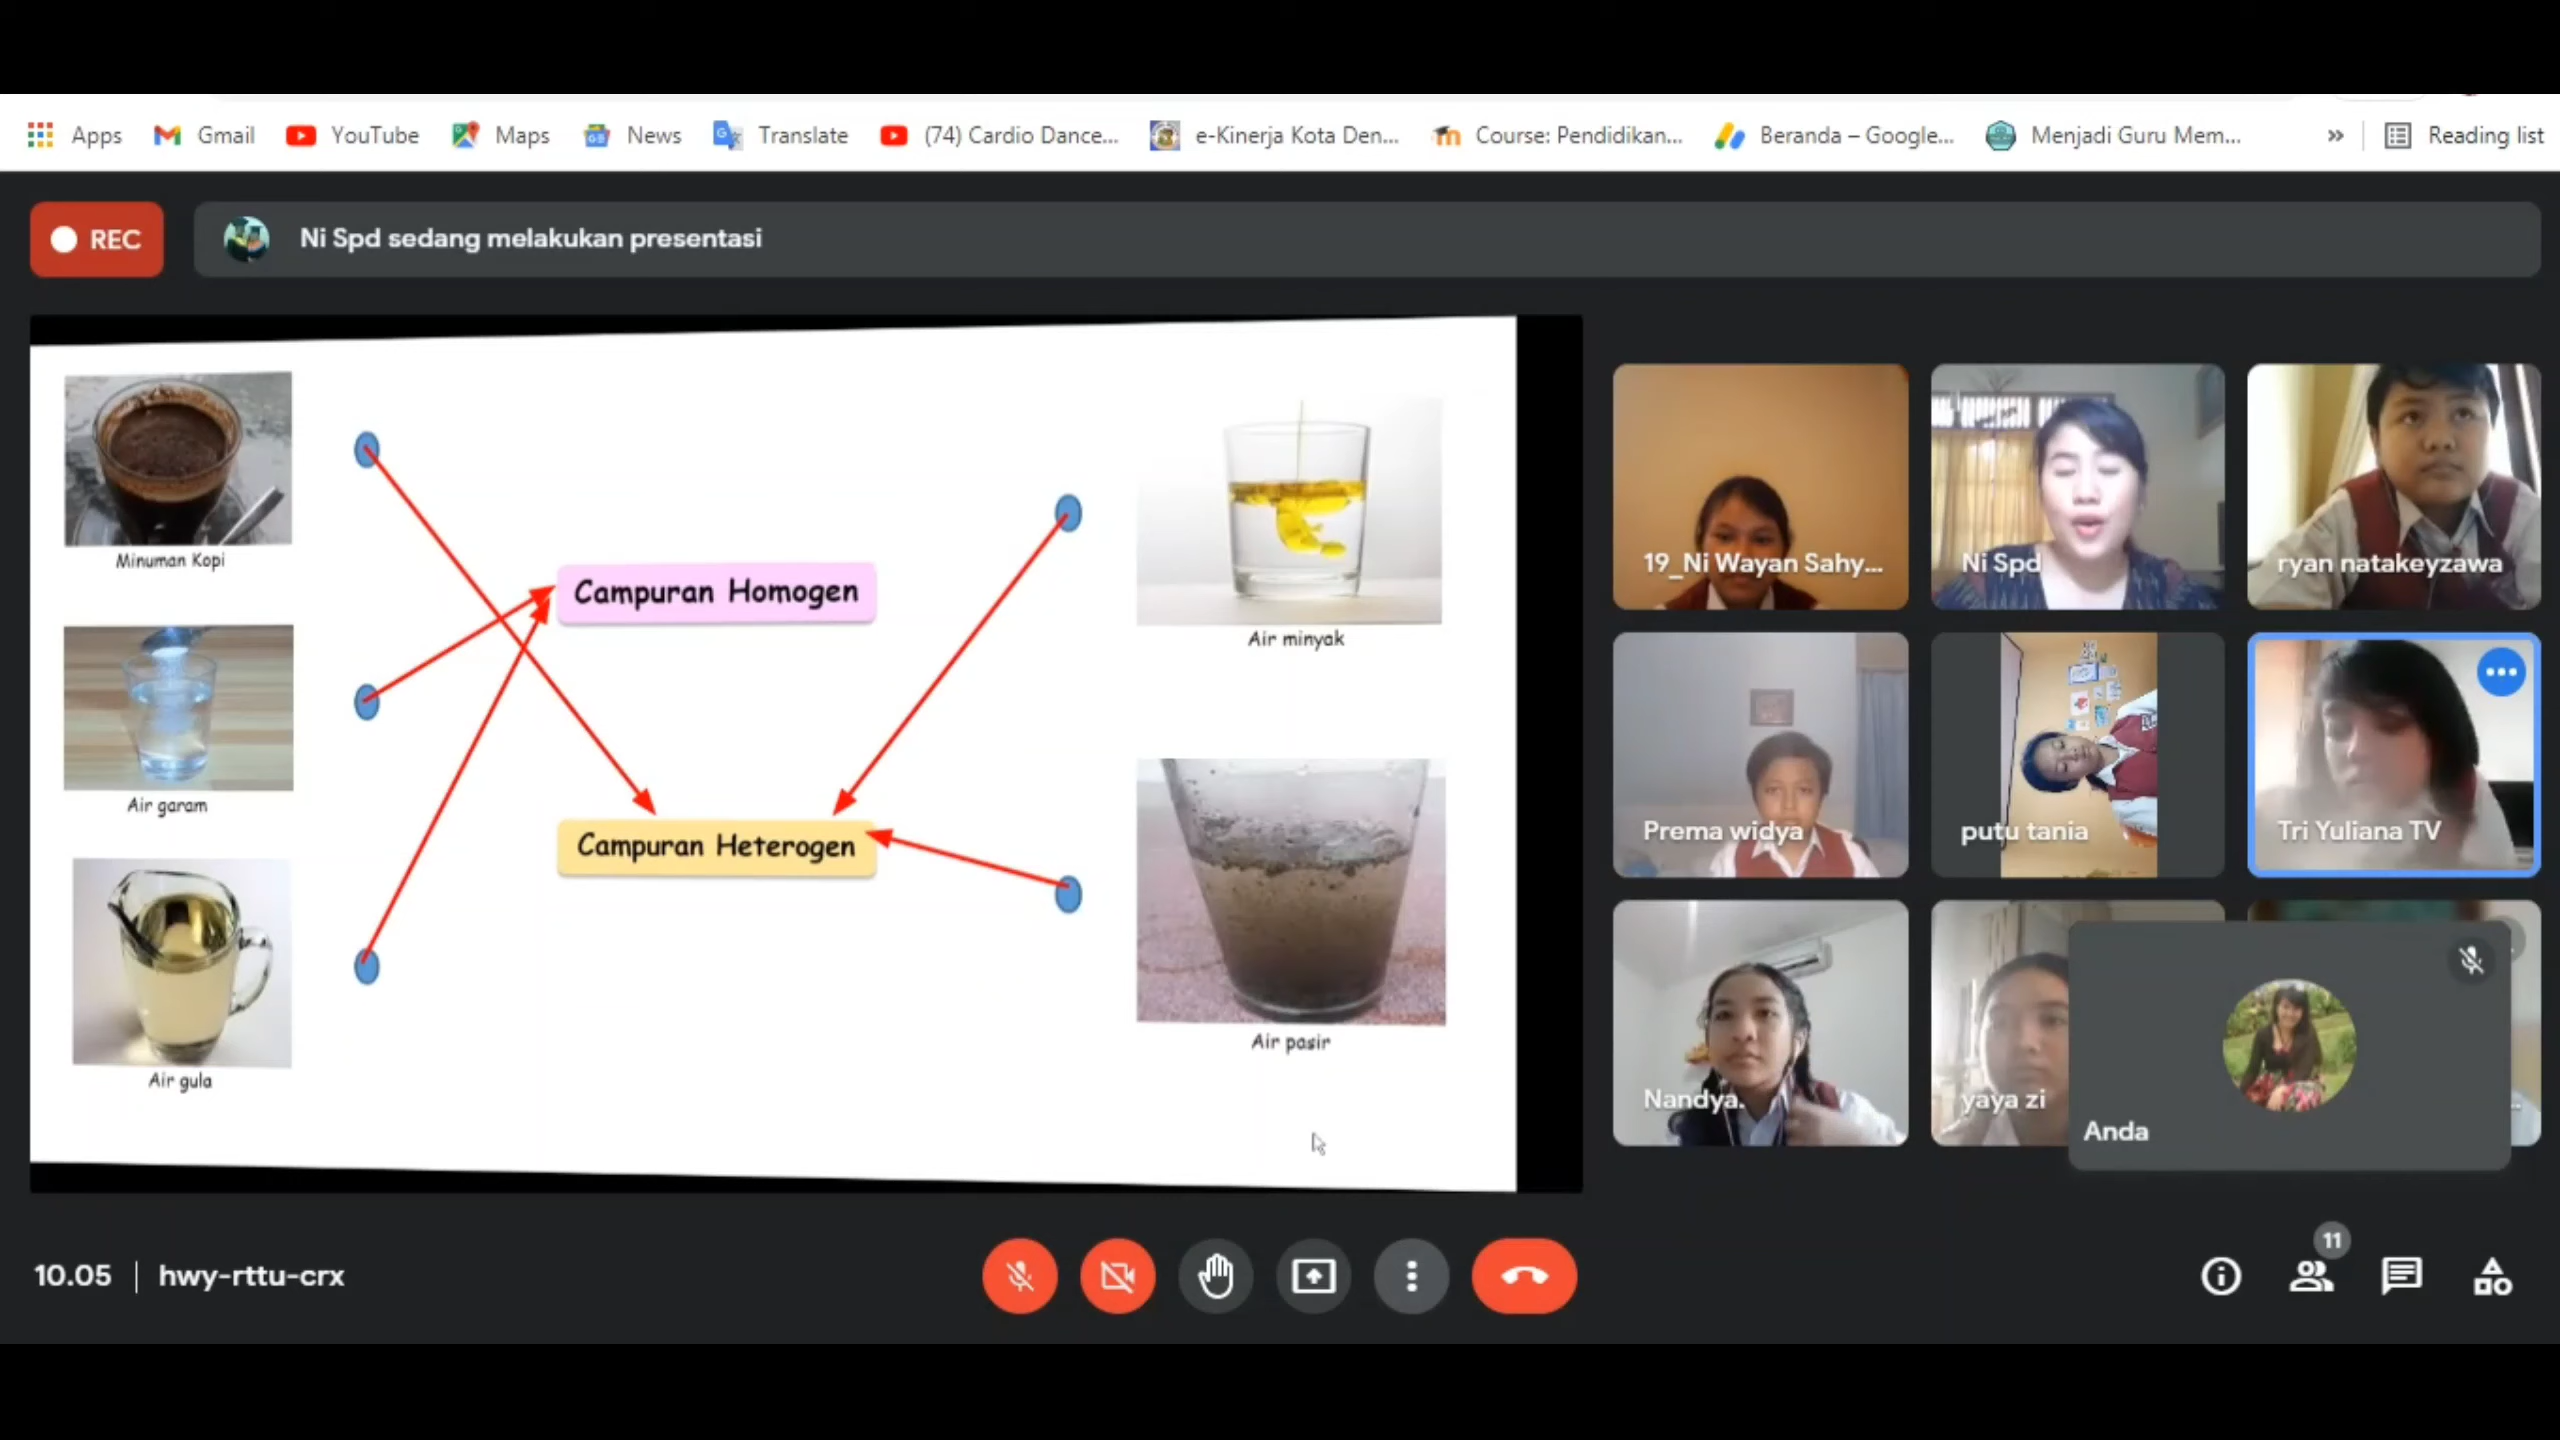 Apps Gmail YouTube Maps News Translate (74) Cardio Dance... e-Kinerja Kota Den... Course: Pendidikan... Beranda – Google... Menjadi Guru Mem... » Reading list
REC Ni Spd sedang melakukan presentasi
Minuman Kopi
Air garam
Air gula
Campuran Homogen
Campuran Heterogen
Air minyak
Air pasir
19_Ni Wayan Sahy...
Ni Spd
ryan natakeyzawa
Prema widya
putu tania
Tri Yuliana TV
Nandya.
yaya zi
Anda
10.05 | hwy-rttu-crx
11